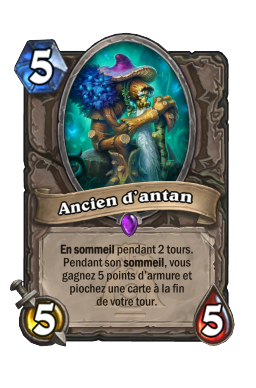 5
Ancien d'antan
En sommeil pendant 2 tours.
Pendant son sommeil, vous
gagnez 5 points d'armure et
piochez une carte à la fin
de votre tour.
5 5